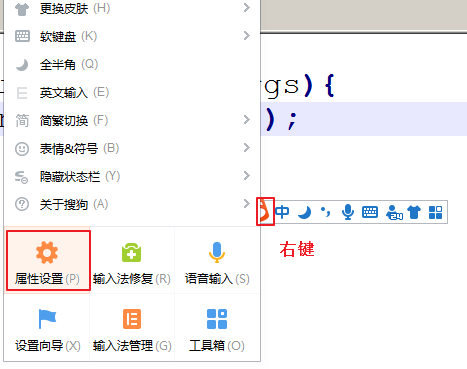 更换皮肤 (H)
软键盘 (K)
全半角 (Q)
英文输入 (E)
gs){
简 简繁切换 (F)
);
表情&符号 (B)
隐藏状态栏 (Y)
关于搜狗 (A)
中
右键
属性设置(P) 输入法修复(R) 语音输入(S)
设置向导(X) 输入法管理(G) 工具箱(O)